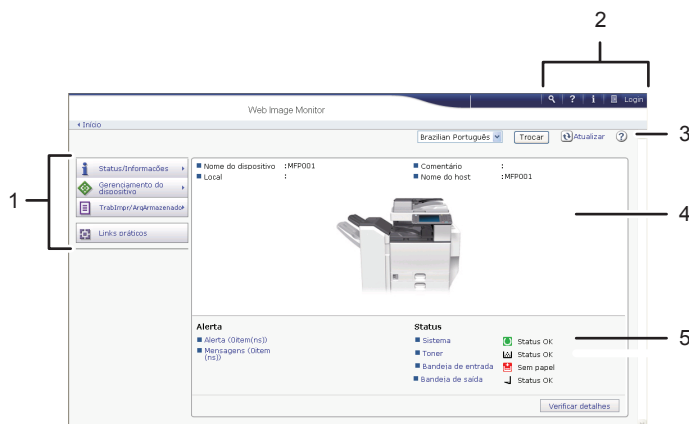 2
Web Image Monitor
? i Login
Início
Brazilian Português Trocar Atualizar ? 3
1
Status/Informações
Gerenciamento do
dispositivo
TrabImpr/ArqArmazenado
Links práticos
Nome do dispositivo :MFP001
Local :
Comentário :
Nome do host :MFP001
4
Alerta
Alerta (0item(ns))
Mensagens (0item
(ns))
Status
Sistema Status OK 5
Toner Status OK
Bandeja de entrada Sem papel
Bandeja de saída Status OK
Verificar detalhes